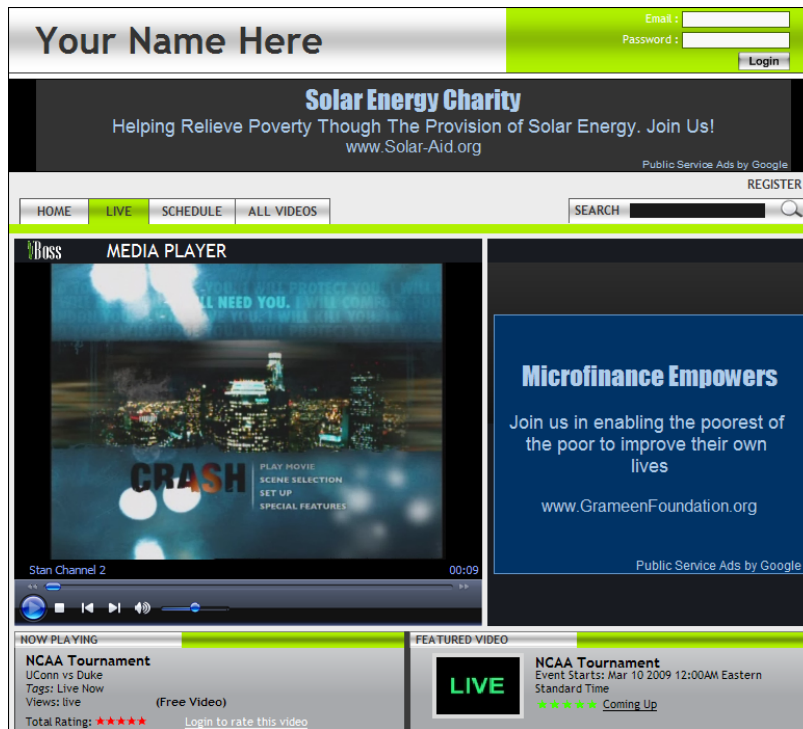 Your Name Here
Email :
Password :
Login
Solar Energy Charity
Helping Relieve Poverty Though The Provision of Solar Energy. Join Us!
www.Solar-Aid.org
Public Service Ads by Google
REGISTER
HOME LIVE SCHEDULE ALL VIDEOS
SEARCH
Boss MEDIA PLAYER
LL NEED YOU.
CRASH
PLAY MOVIE
SCENE SELECTION
SET UP
SPECIAL FEATURES
Stan Channel 2 00:09
Microfinance Empowers
Join us in enabling the poorest of
the poor to improve their own
lives
www.GrameenFoundation.org
Public Service Ads by Google
NOW PLAYING
NCAA Tournament
UConn vs Duke
Tags: Live Now
Views: live (Free Video)
Total Rating: ★★★★★ Login to rate this video
FEATURED VIDEO
LIVE
NCAA Tournament
Event Starts: Mar 10 2009 12:00AM Eastern
Standard Time
★★★★★ Coming Up